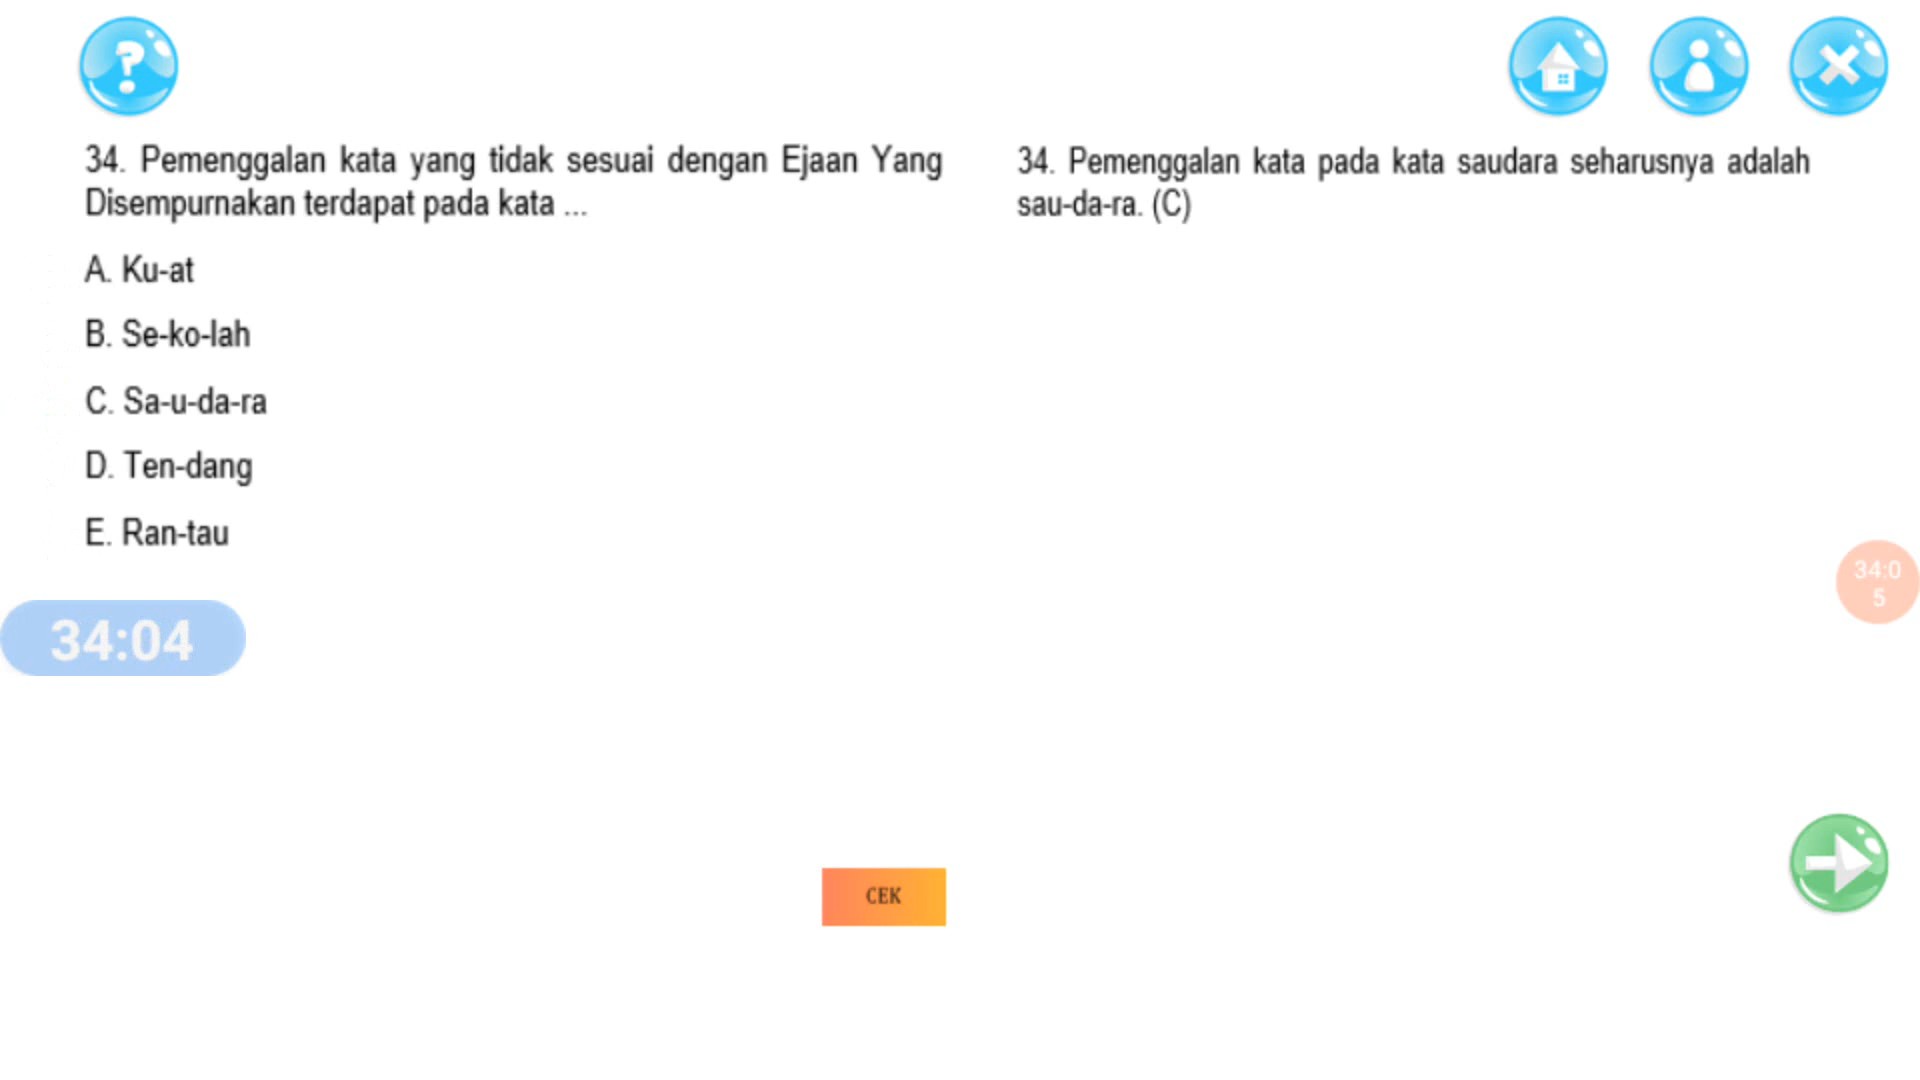 34. Pemenggalan kata yang tidak sesuai dengan Ejaan Yang
Disempurnakan terdapat pada kata ...
A. Ku-at
B. Se-ko-lah
C. Sa-u-da-ra
D. Ten-dang
E. Ran-tau
34:04
CEK
34. Pemenggalan kata pada kata saudara seharusnya adalah
sau-da-ra. (C)
34:0
5